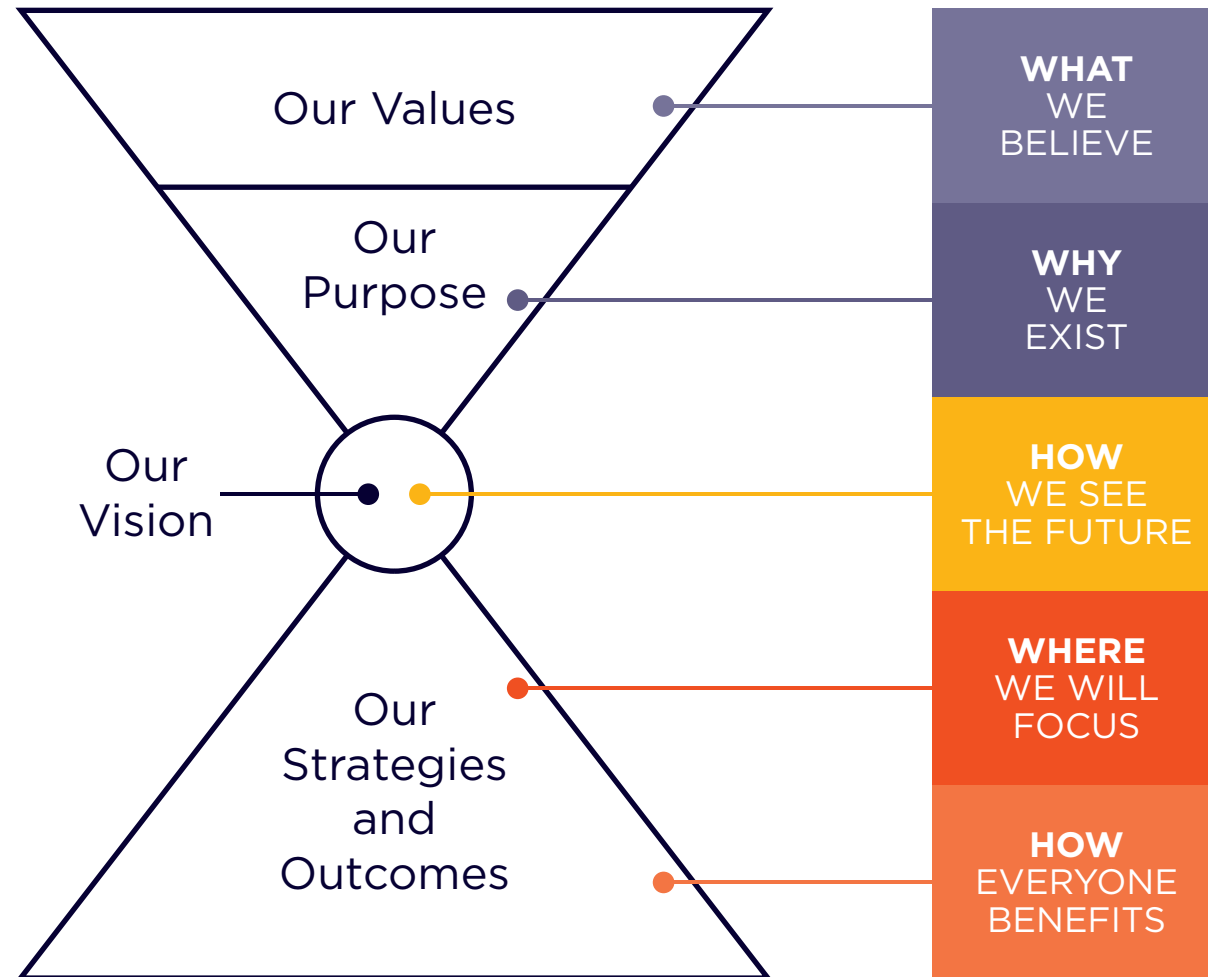 Our Values
WHAT
WE
BELIEVE
Our
Purpose
WHY
WE
EXIST
Our
Vision
HOW
WE SEE
THE FUTURE
Our
Strategies
and
Outcomes
WHERE
WE WILL
FOCUS
HOW
EVERYONE
BENEFITS